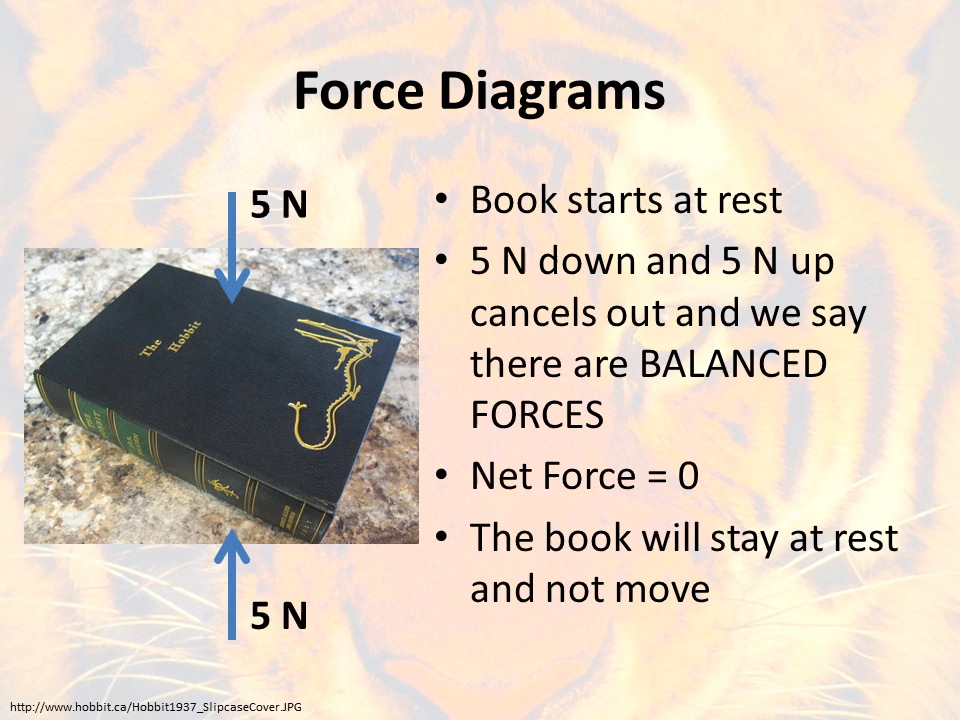 Force Diagrams
5 N
The
Hobbit
5 N
• Book starts at rest
• 5 N down and 5 N up
cancels out and we say
there are BALANCED
FORCES
• Net Force = 0
• The book will stay at rest
and not move
http://www.hobbit.ca/Hobbit1937_SlipcaseCover.JPG